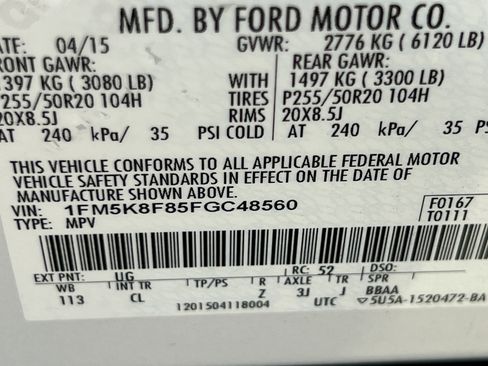 MFD. BY FORD MOTOR CO.
ATE: 04/15 GVWR: 2776 KG ( 6120 LB)
FRONT GAWR: REAR GAWR:
1397 KG ( 3080 LB) WITH 1497 KG ( 3300 LB)
P255/50R20 104H TIRES P255/50R20 104H
20X8.5J RIMS 20X8.5J
AT 240 kPa/ 35 PSI COLD AT 240 kPa/ 35 PS
THIS VEHICLE CONFORMS TO ALL APPLICABLE FEDERAL MOTOR
VEHICLE SAFETY STANDARDS IN EFFECT ON THE DATE OF
MANUFACTURE SHOWN ABOVE.
VIN: 1FM5K8F85FGC48560 F0167
TYPE: MPV T0111
EXT PNT: UG RC: 52 DSO:
WB INT TR TP/PS R AXLE TR SPR
113 CL Z 3J J BBAA
1201504118004 UTC ▽5U5A-1520472-BA